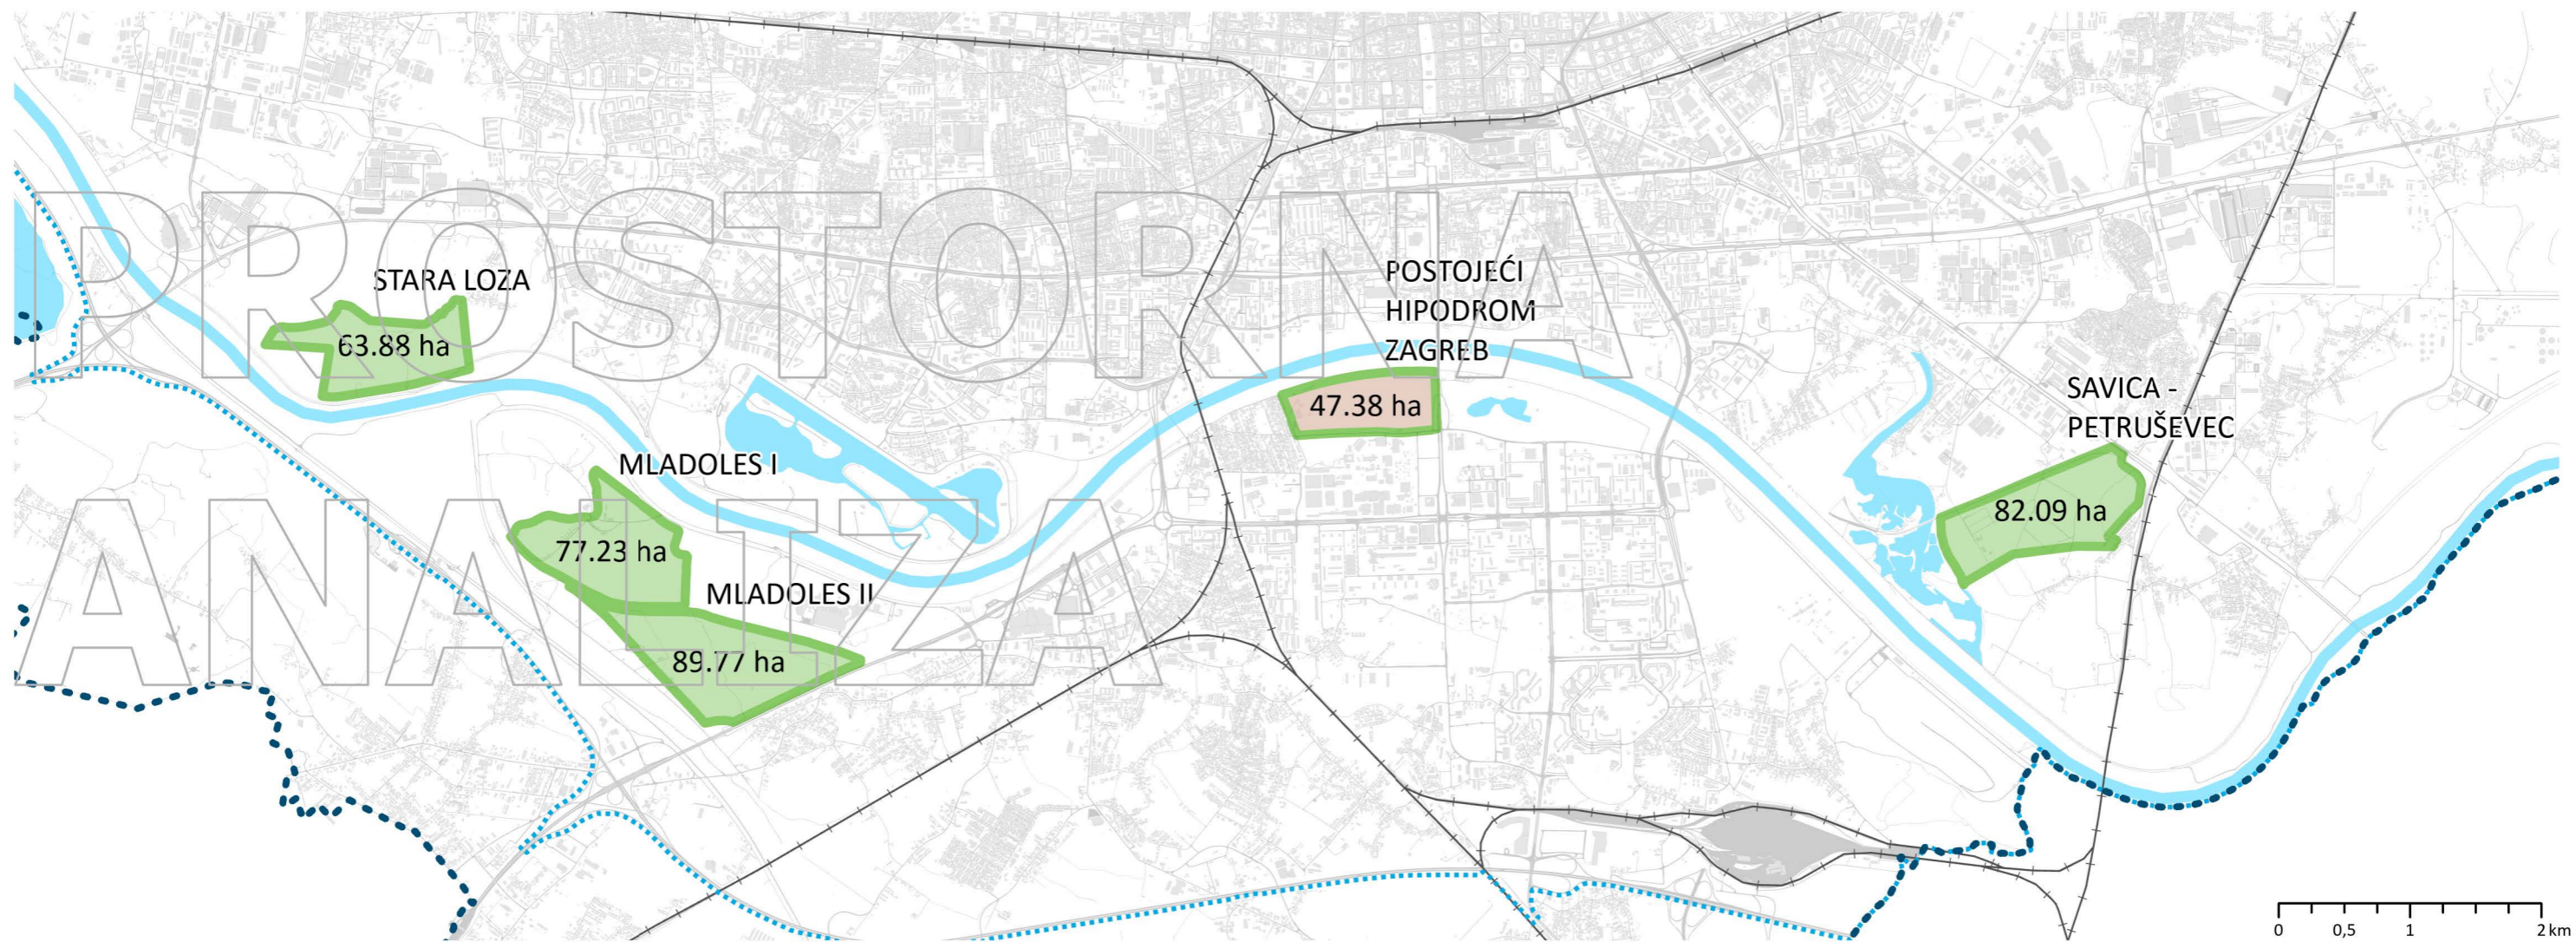 PROSTORNA
ANALIZA
STARA LOZA
63.88 ha
MLADOLES I
77.23 ha
MLADOLES II
89.77 ha
POSTOJEĆI
HIPODROM
ZAGREB
47.38 ha
SAVICA -
PETRUŠEVEC
82.09 ha
0 0,5 1 2 km